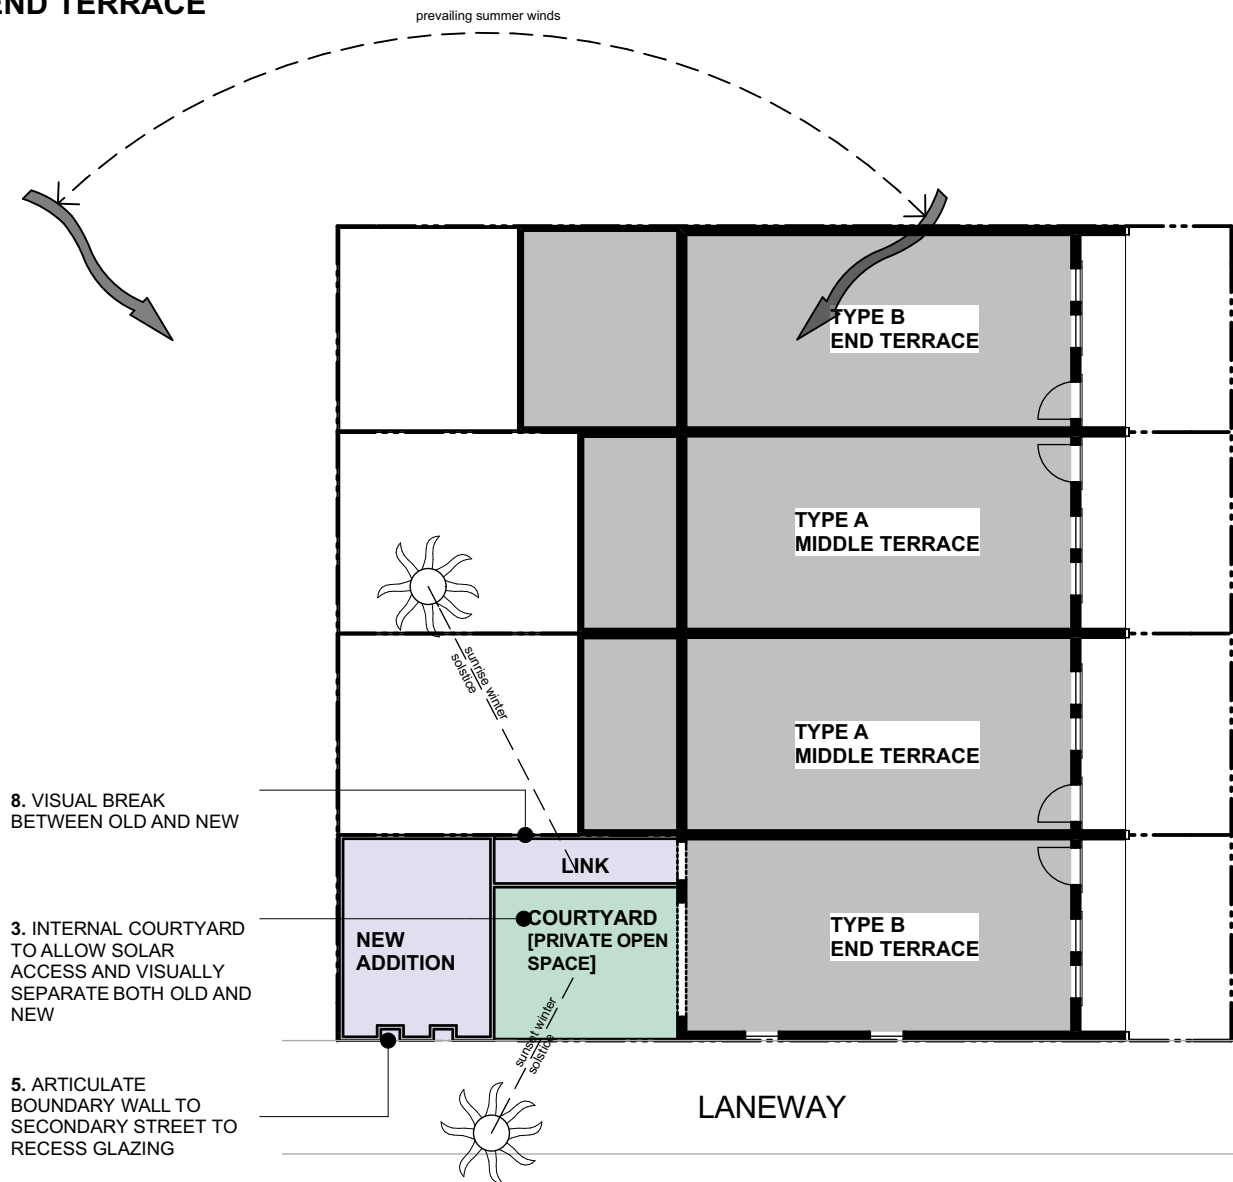 END TERRACE
prevailing summer winds
TYPE B
END TERRACE
TYPE A
MIDDLE TERRACE
sunrise winter
solstice
TYPE A
MIDDLE TERRACE
8. VISUAL BREAK
BETWEEN OLD AND NEW
LINK
3. INTERNAL COURTYARD
TO ALLOW SOLAR
ACCESS AND VISUALLY
SEPARATE BOTH OLD AND
NEW
NEW
ADDITION
COURTYARD
[PRIVATE OPEN
SPACE]
TYPE B
END TERRACE
sunset winter
solstice
5. ARTICULATE
BOUNDARY WALL TO
SECONDARY STREET TO
RECESS GLAZING
LANEWAY